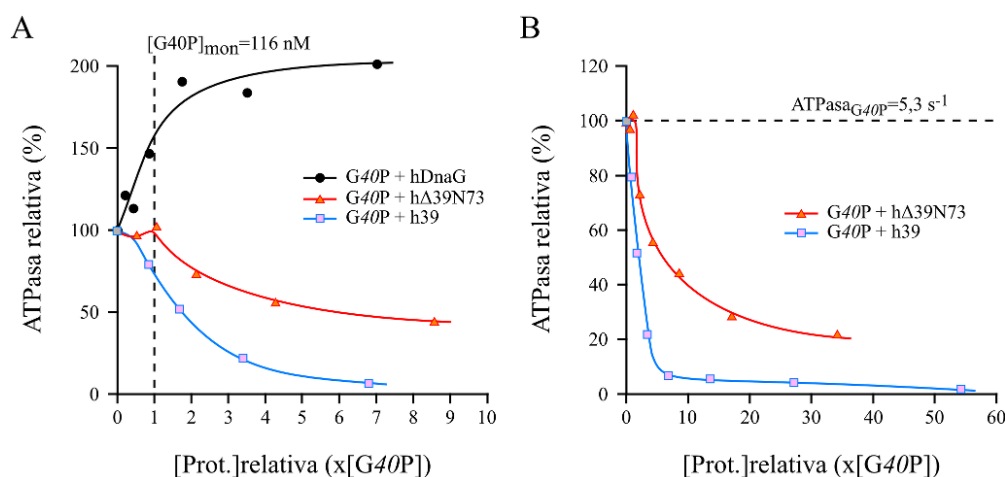 A
[G40P]mon=116 nM
200
150
100
50
0
ATPasa relativa (%)
G40P + hDnaG
G40P + hΔ39N73
G40P + h39
0 1 2 3 4 5 6 7 8 9 10
[Prot.]relativa (x[G40P])
B
120
100
80
60
40
20
0
ATPasa relativa (%)
ATPasaG40P=5,3 s-1
G40P + hΔ39N73
G40P + h39
0 10 20 30 40 50 60
[Prot.]relativa (x[G40P])